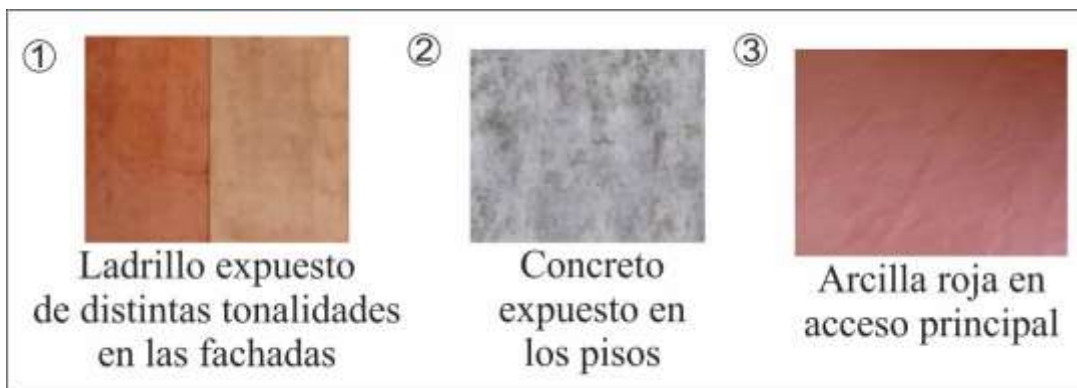 ①
Ladrillo expuesto
de distintas tonalidades
en las fachadas
②
Concreto
expuesto en
los pisos
③
Arcilla roja en
acceso principal